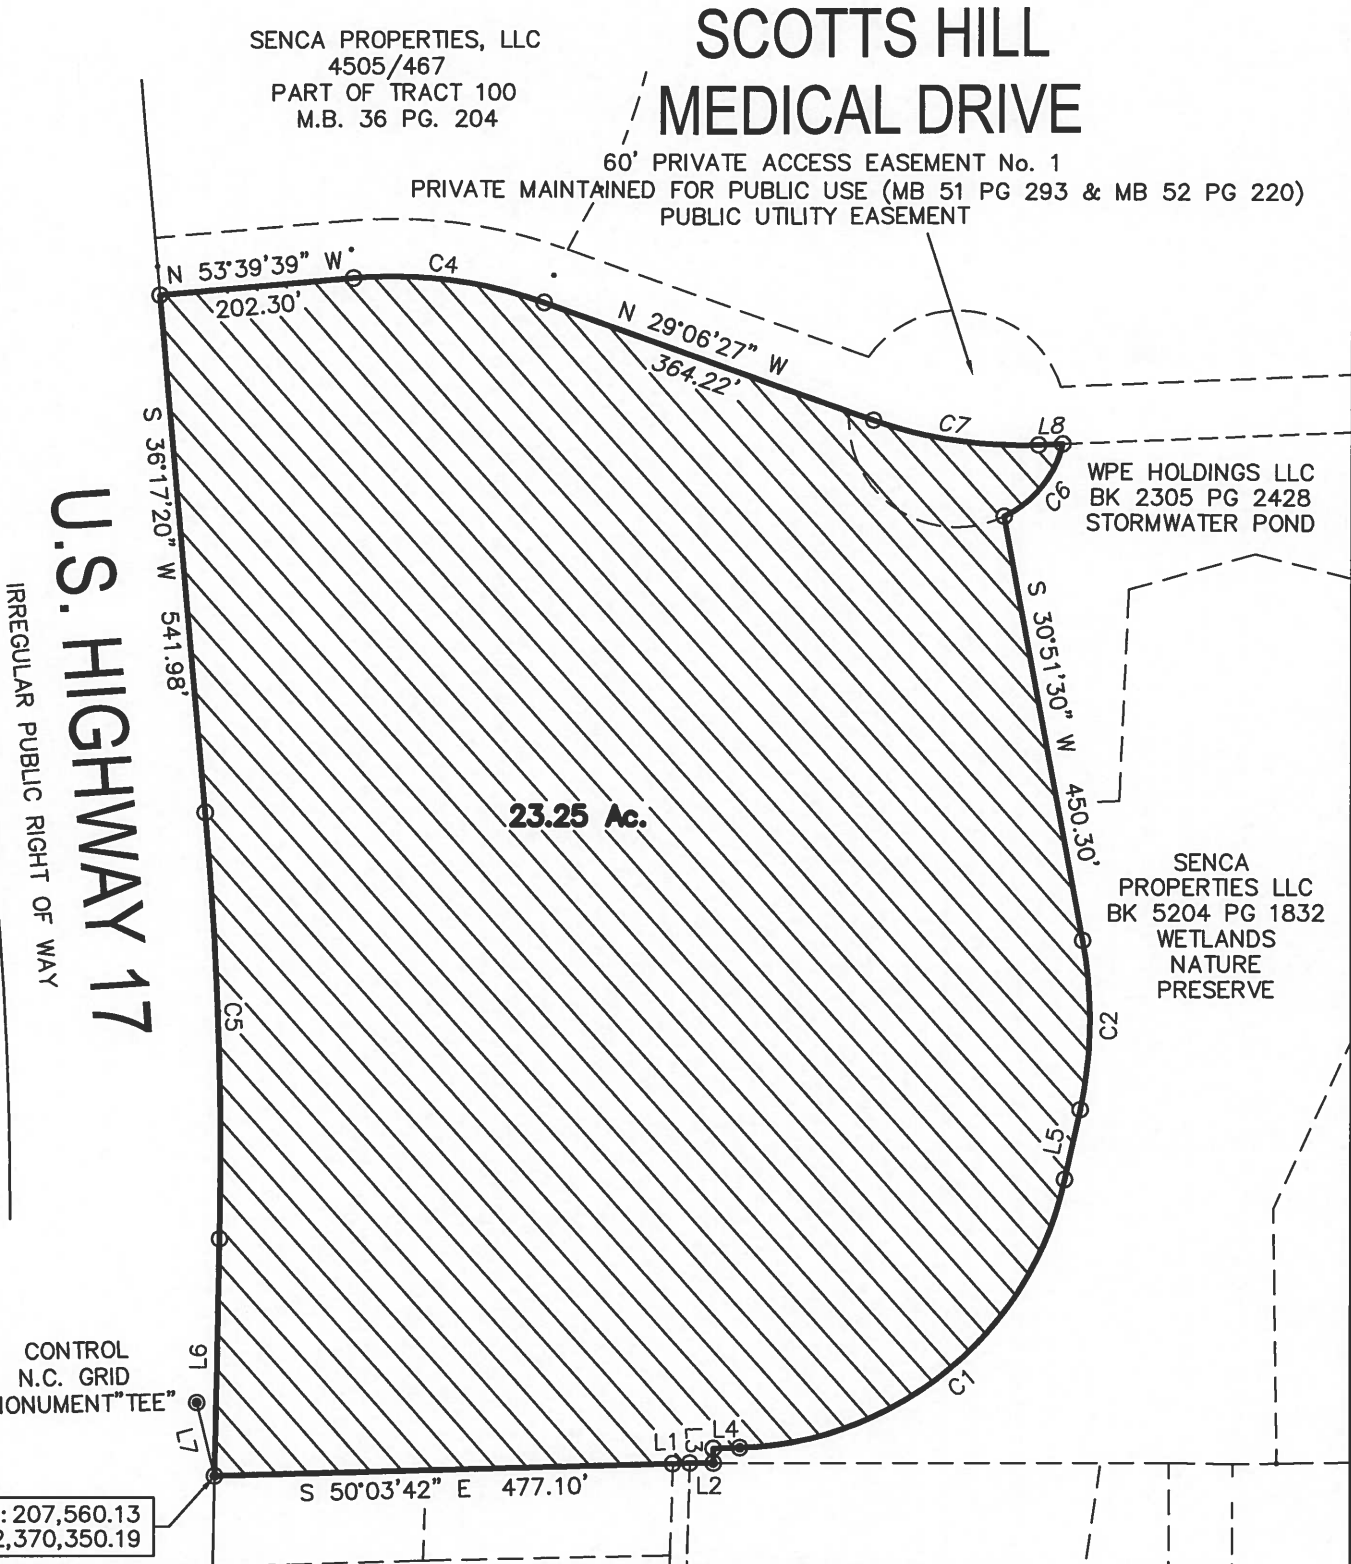 SENCA PROPERTIES, LLC
4505/467
PART OF TRACT 100
M.B. 36 PG. 204
SCOTTS HILL
MEDICAL DRIVE
60' PRIVATE ACCESS EASEMENT No. 1
PRIVATE MAINTAINED FOR PUBLIC USE (MB 51 PG 293 & MB 52 PG 220)
PUBLIC UTILITY EASEMENT
N 53°39'39" W
202.30'
C4
N 29°06'27" W
364.22'
C7
L8
C6
WPE HOLDINGS LLC
BK 2305 PG 2428
STORMWATER POND
S 36°17'20" W 541.98'
U.S. HIGHWAY 17
IRREGULAR PUBLIC RIGHT OF WAY
S 30°51'30" W 450.30'
23.25 Ac.
SENCA
PROPERTIES LLC
BK 5204 PG 1832
WETLANDS
NATURE
PRESERVE
C5
C2
L5
C1
CONTROL
N.C. GRID
MONUMENT"TEE"
L6
L7
L1
L3
L4
L2
S 50°03'42" E 477.10'
: 207,560.13
2,370,350.19